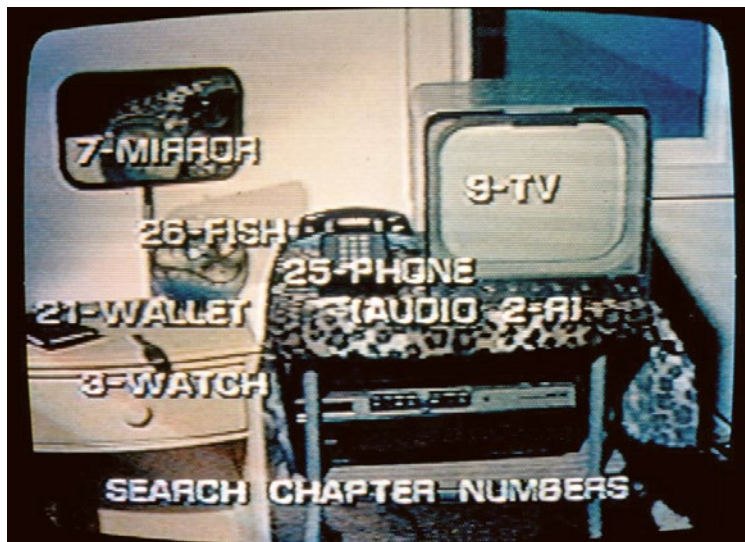 7-MIRROR
9-TV
26-FISH
25-PHONE
21-WALLET
(AUDIO 2=R)
3-WATCH
SEARCH CHAPTER NUMBERS